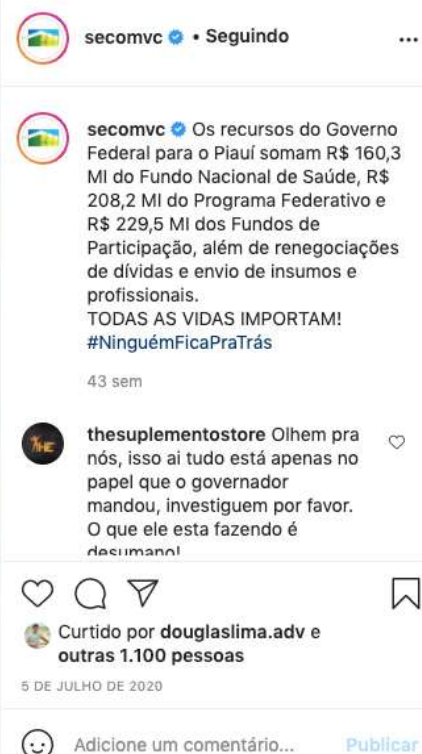 secomvc • Seguindo
secomvc Os recursos do Governo
Federal para o Piauí somam R$ 160,3
MI do Fundo Nacional de Saúde, R$
208,2 MI do Programa Federativo e
R$ 229,5 MI dos Fundos de
Participação, além de renegociações
de dívidas e envio de insumos e
profissionais.
TODAS AS VIDAS IMPORTAM!
#NinguémFicaPraTrás
43 sem
thesuplementostore Olhem pra
nós, isso ai tudo está apenas no
papel que o governador
mandou, investiguem por favor.
O que ele esta fazendo é
desumano!
Curtido por douglaslima.adv e
outras 1.100 pessoas
5 DE JULHO DE 2020
Adicione um comentário... Publicar